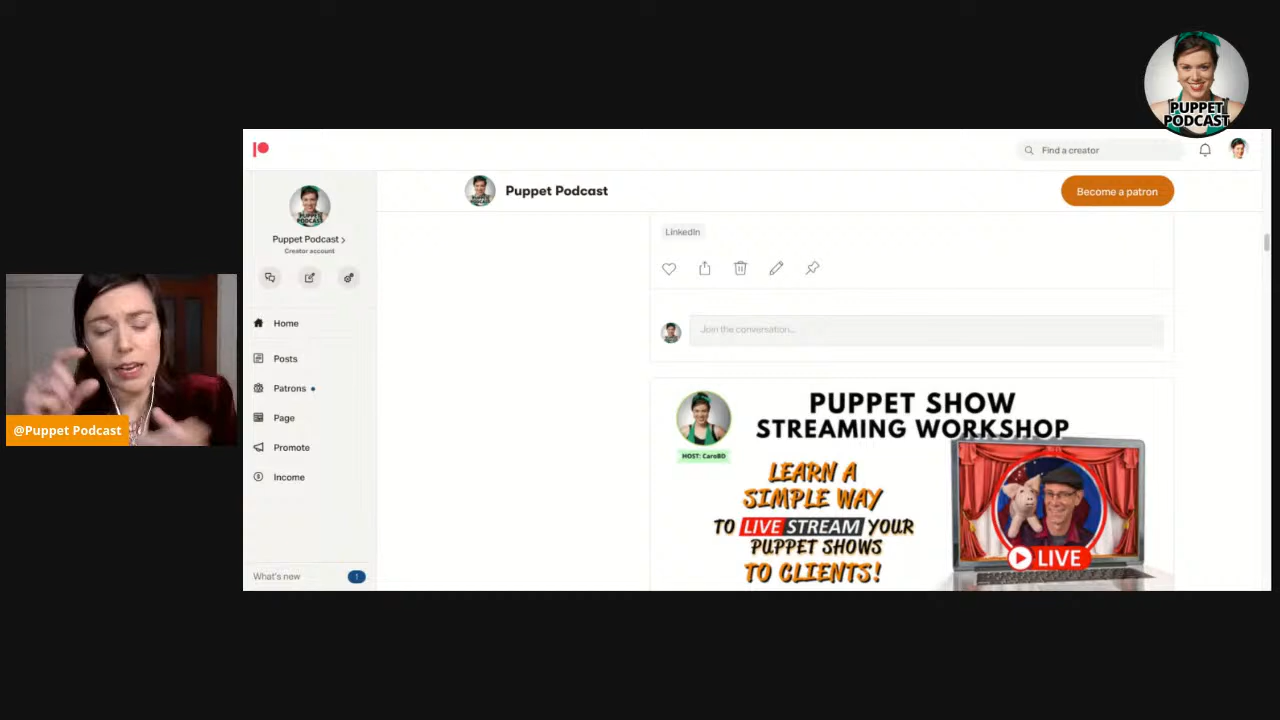 PUPPET
PODCAST
Find a creator
Puppet Podcast
Become a patron
Puppet Podcast
Creator account
LinkedIn
Home
Join the conversation...
Posts
Patrons
Page
Promote
Income
What's new
1
@Puppet Podcast
PUPPET SHOW
STREAMING WORKSHOP
HOST: CaroBD
LEARN A
SIMPLE WAY
TO LIVE STREAM YOUR
PUPPET SHOWS
TO CLIENTS!
LIVE